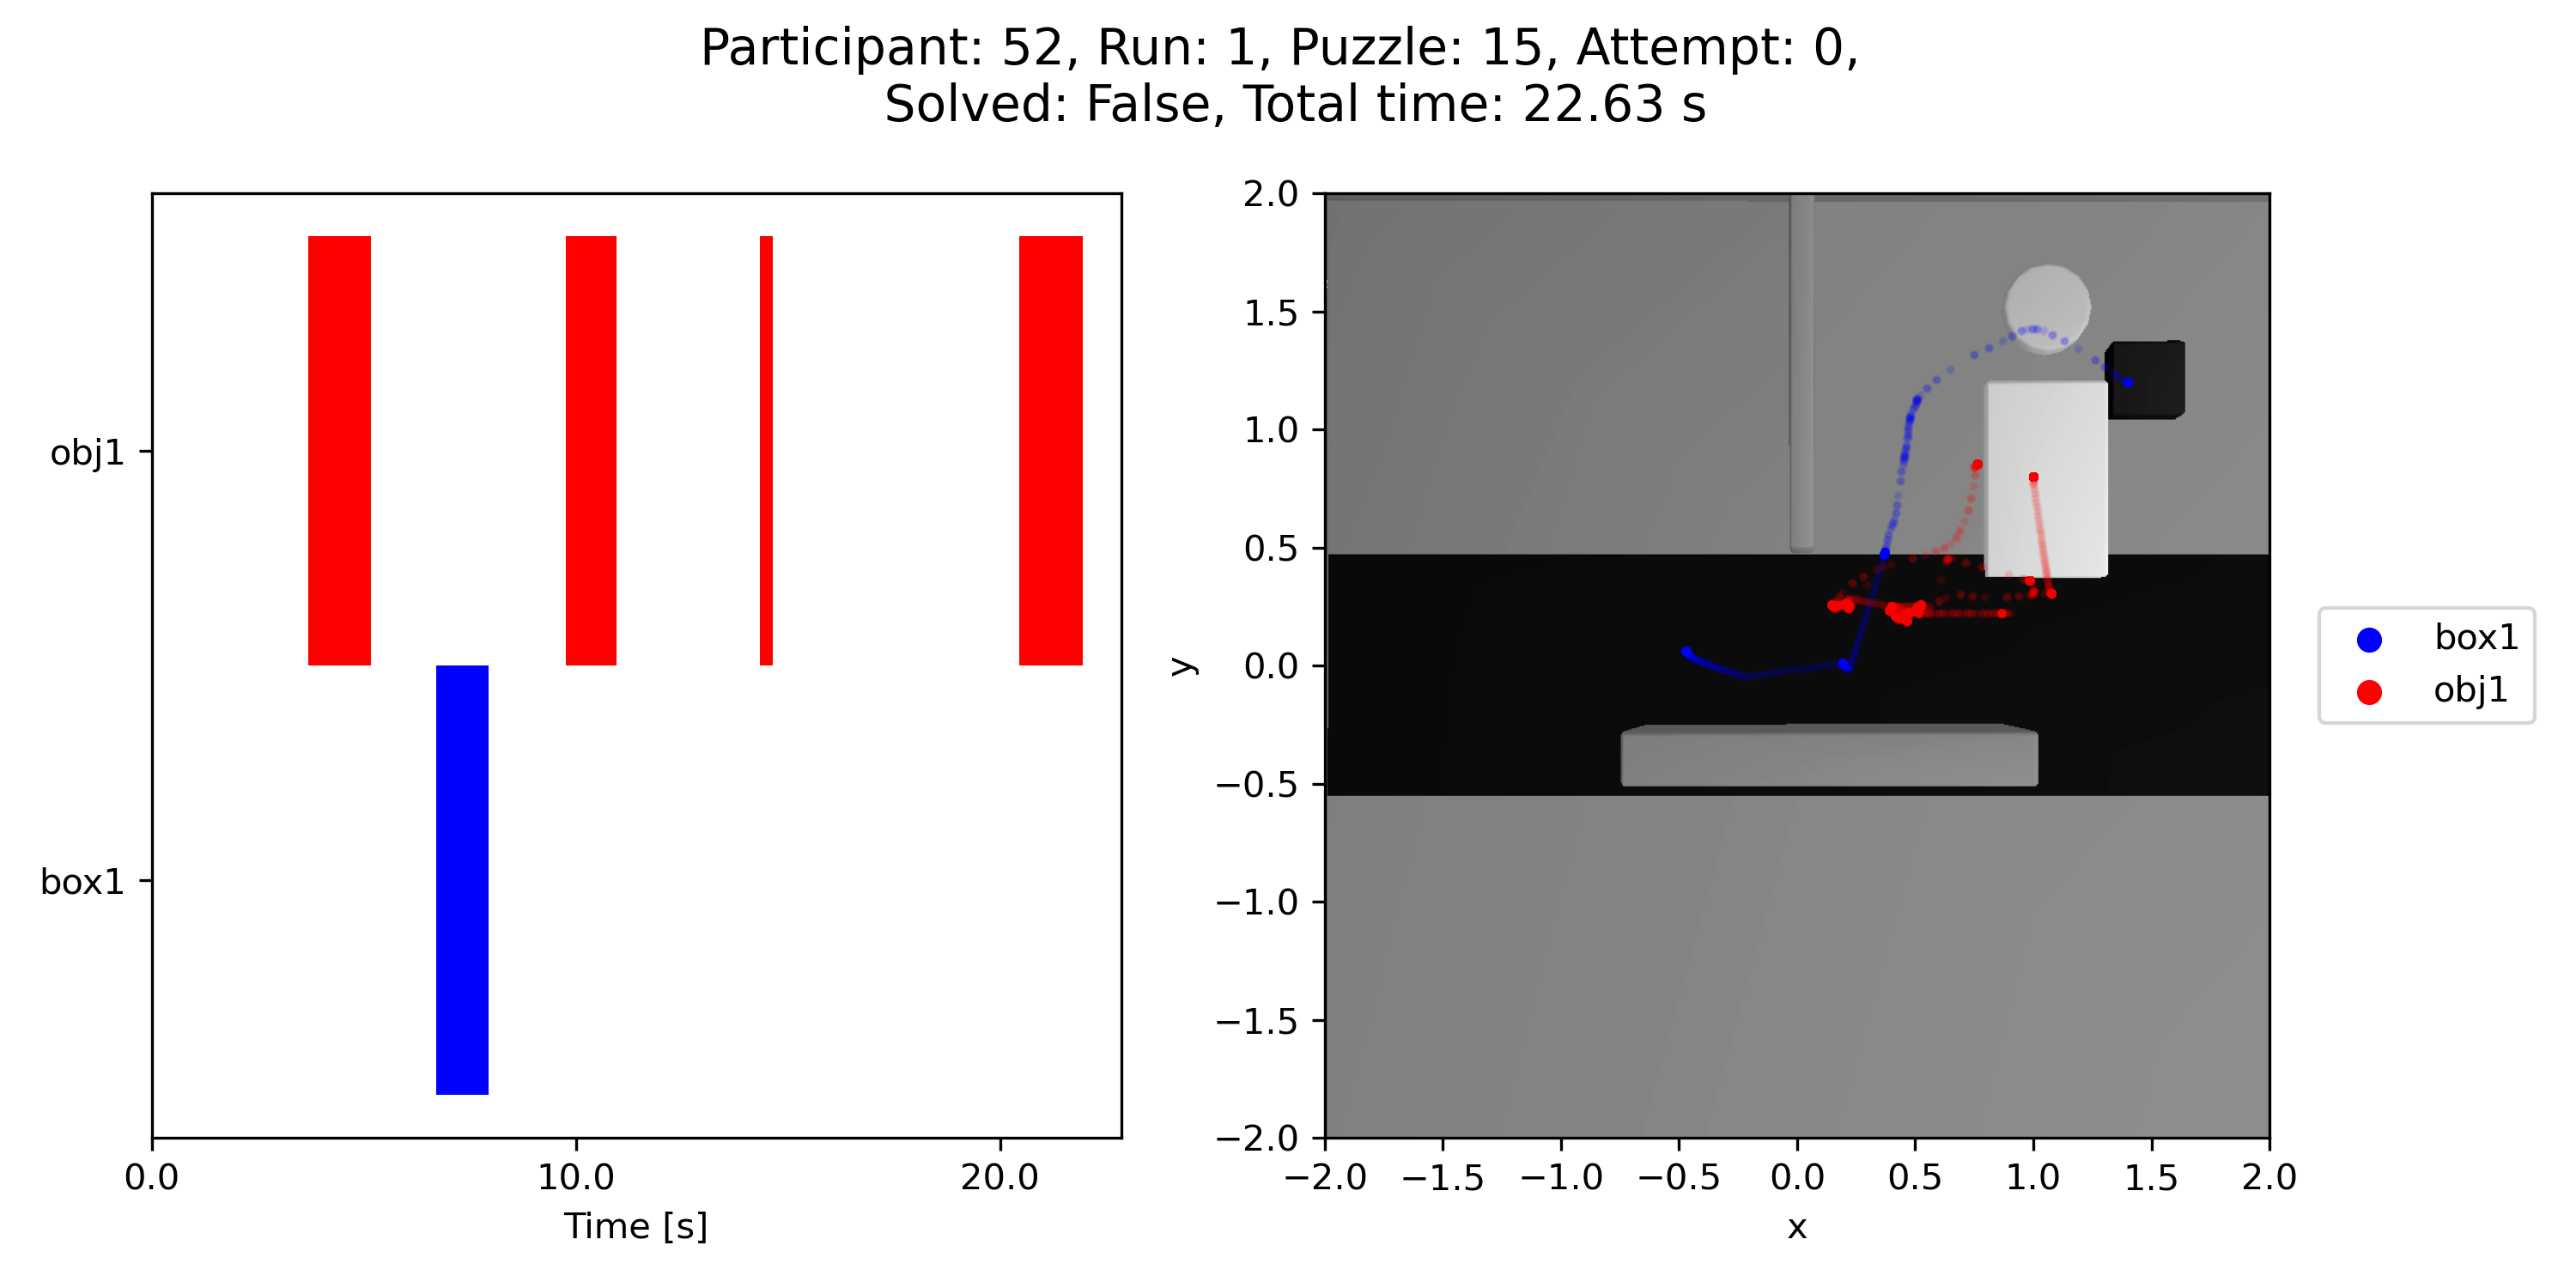 Participant: 52, Run: 1, Puzzle: 15, Attempt: 0,
Solved: False, Total time: 22.63 s
obj1
box1
0.0 10.0 20.0
Time [s]
2.0
1.5
1.0
0.5
0.0
−0.5
−1.0
−1.5
−2.0
y
−2.0 −1.5 −1.0 −0.5 0.0 0.5 1.0 1.5 2.0
x
box1
obj1